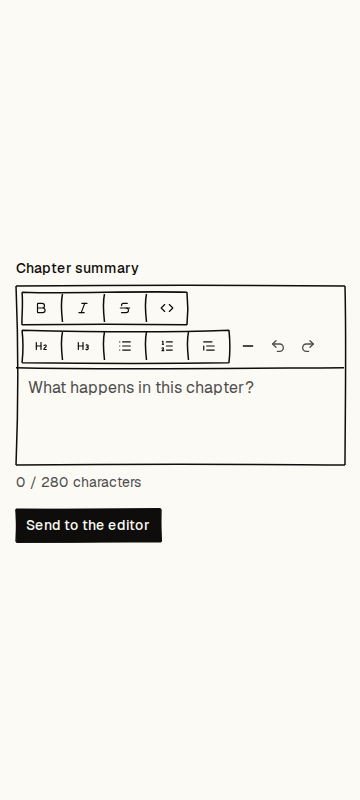 Chapter summary
B I S <>
H2 H3
What happens in this chapter?
0 / 280 characters
Send to the editor